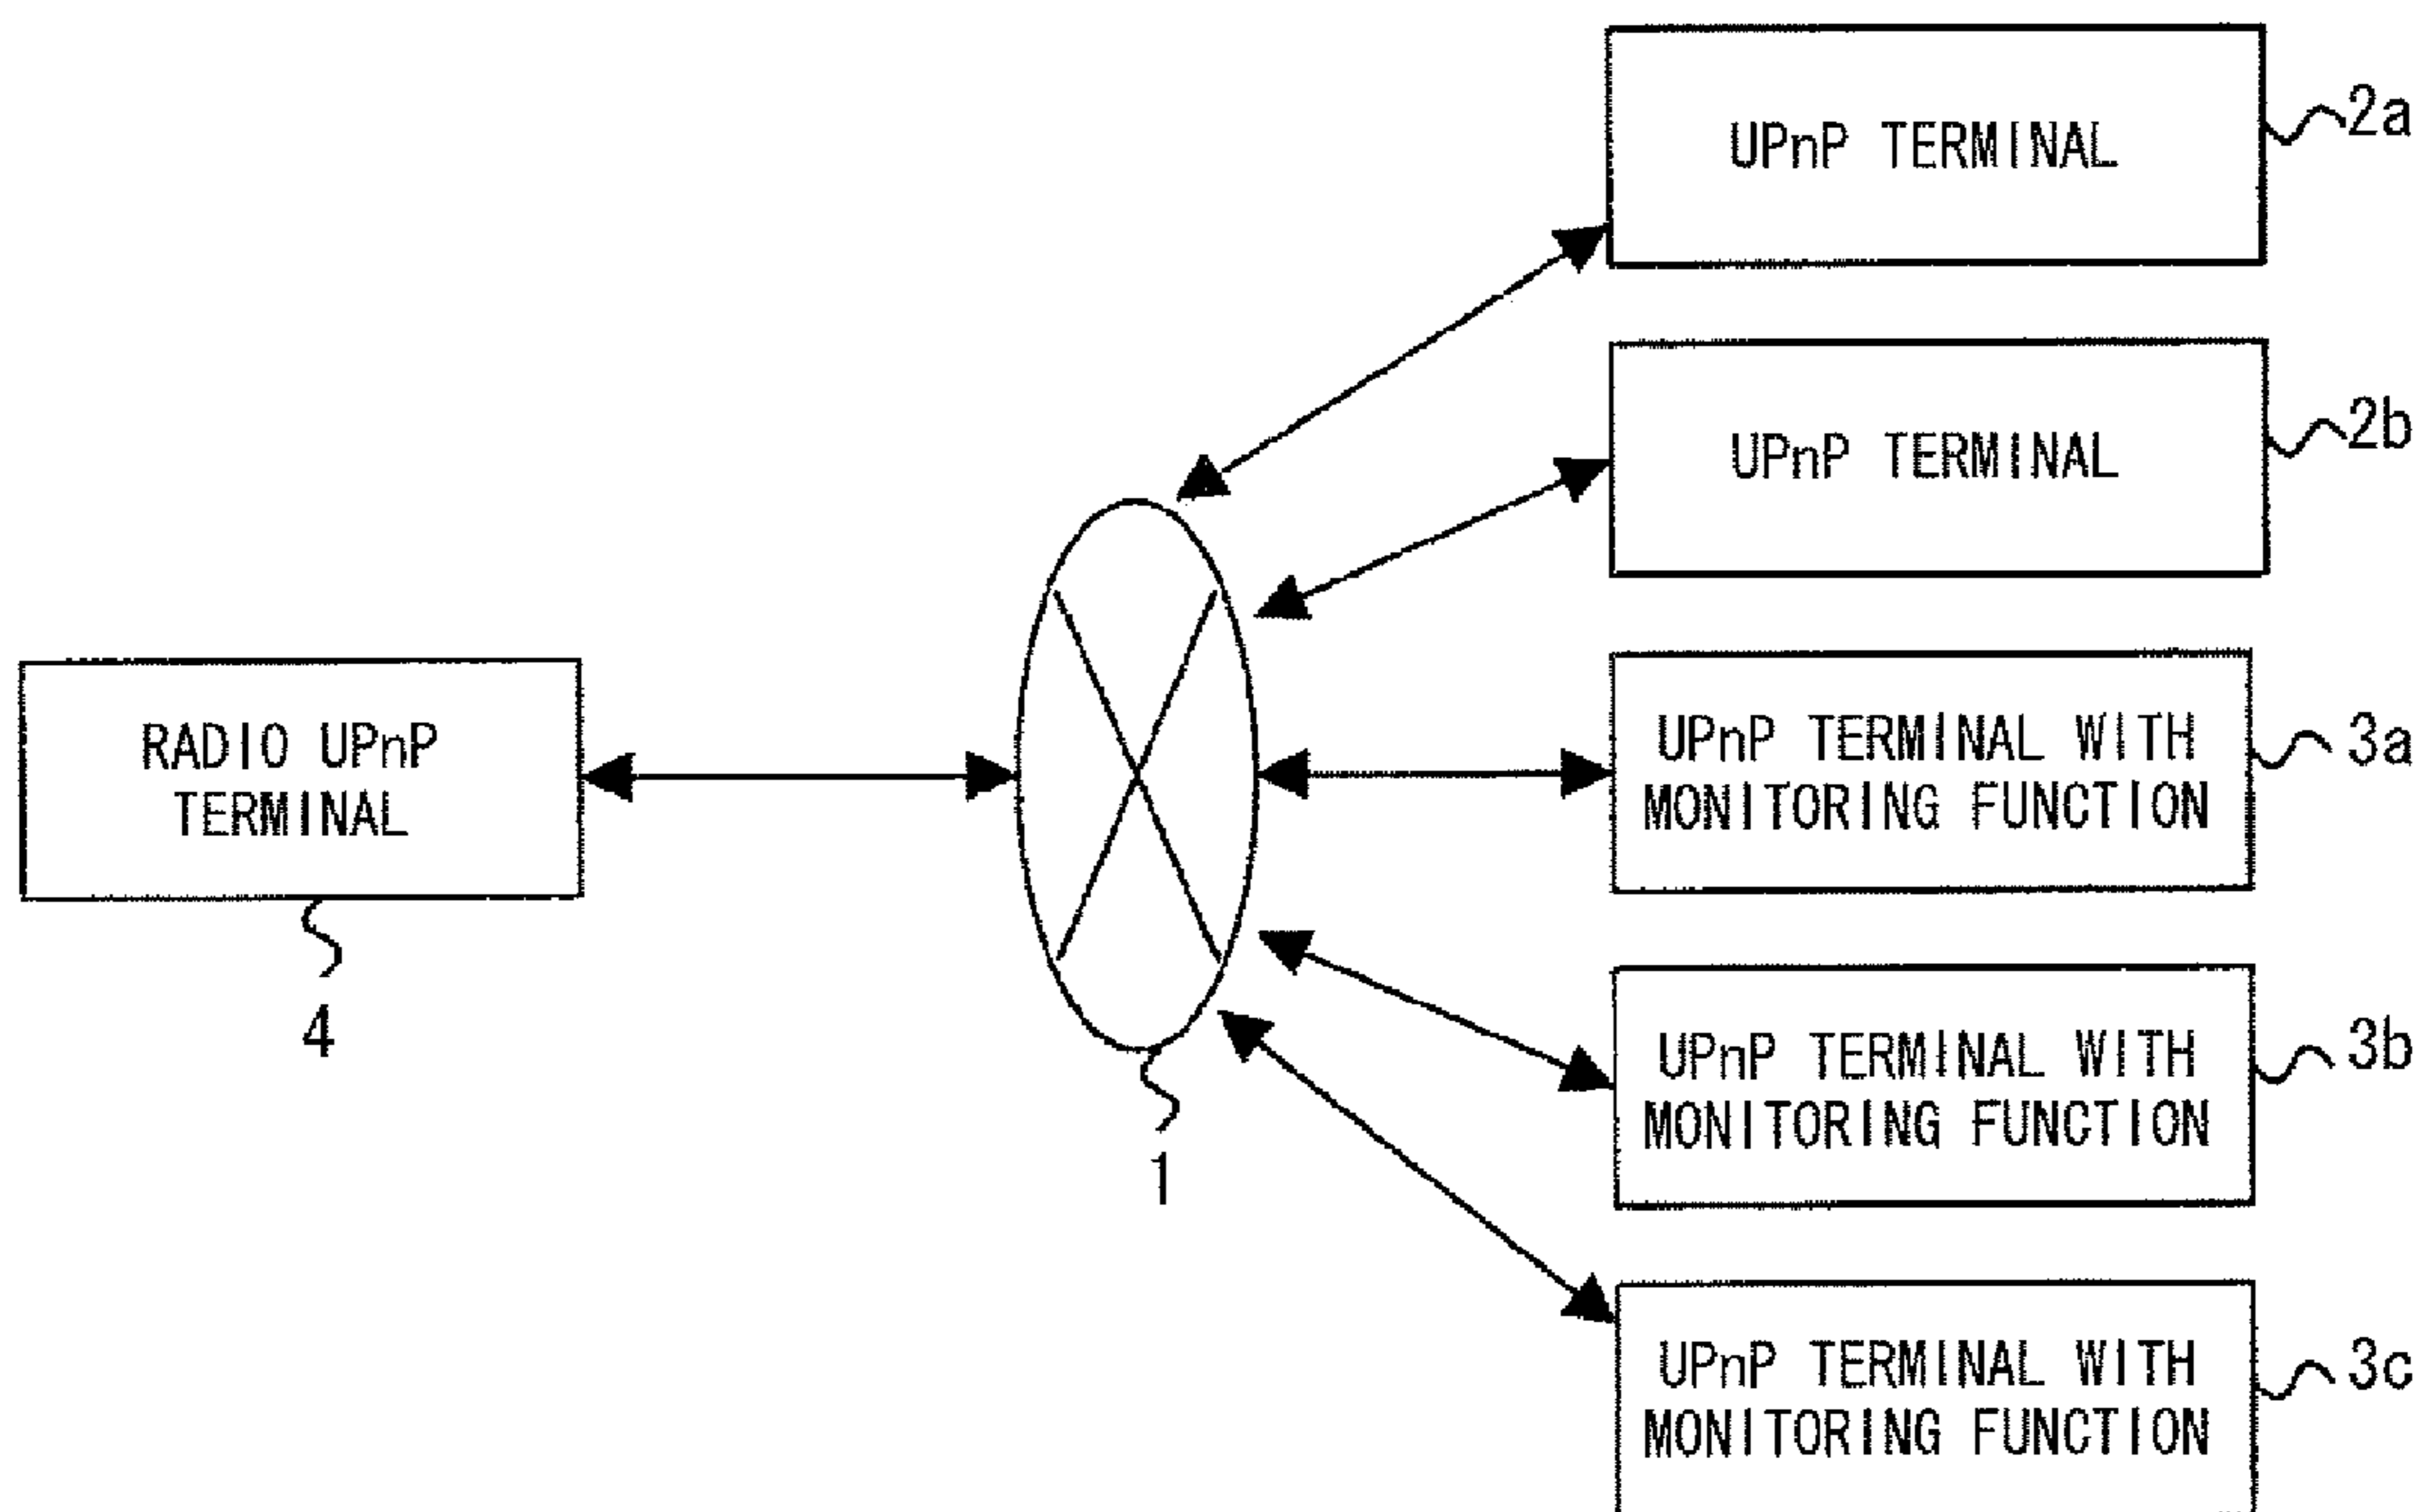 UPnP TERMINAL
2a
UPnP TERMINAL
2b
RADIO UPnP
TERMINAL
4
1
UPnP TERMINAL WITH
MONITORING FUNCTION
3a
UPnP TERMINAL WITH
MONITORING FUNCTION
3b
UPnP TERMINAL WITH
MONITORING FUNCTION
3c